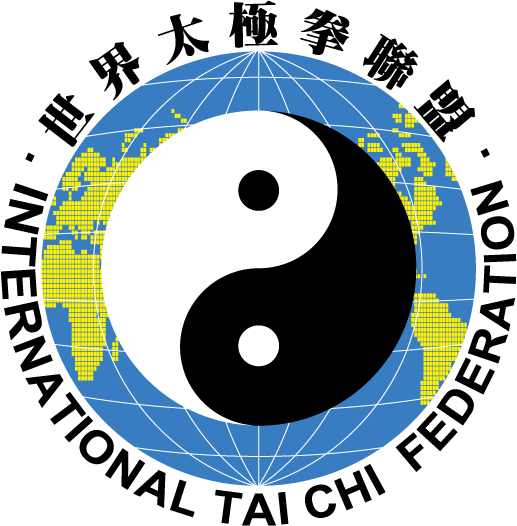 世界太極拳聯盟
· INTERNATIONAL TAI CHI FEDERATION ·